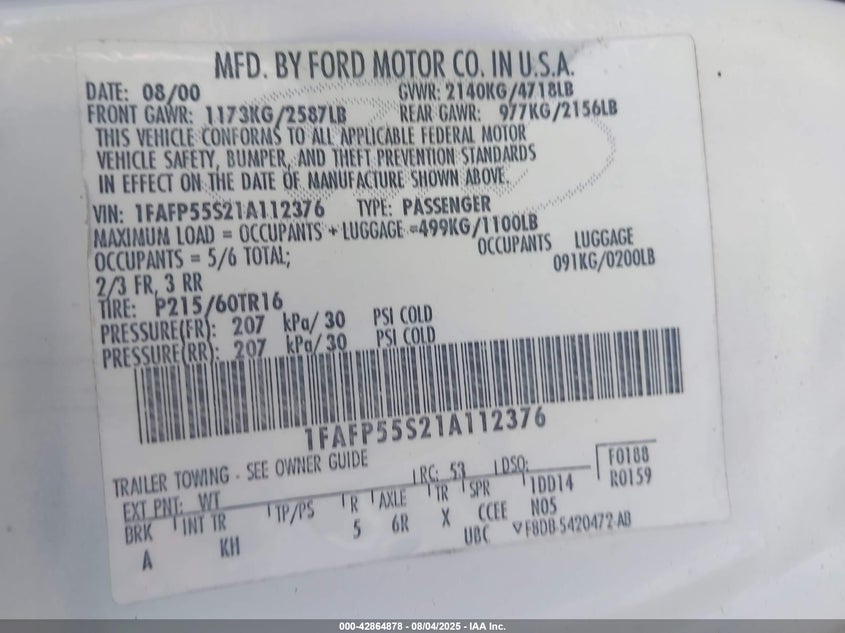 MFD. BY FORD MOTOR CO. IN U.S.A.
DATE: 08/00 GVWR: 2140KG/4718LB
FRONT GAWR: 1173KG/2587LB REAR GAWR: 977KG/2156LB
THIS VEHICLE CONFORMS TO ALL APPLICABLE FEDERAL MOTOR
VEHICLE SAFETY, BUMPER, AND THEFT PREVENTION STANDARDS
IN EFFECT ON THE DATE OF MANUFACTURE SHOWN ABOVE.
VIN: 1FAFP55S21A112376 TYPE: PASSENGER
MAXIMUM LOAD = OCCUPANTS + LUGGAGE =499KG/1100LB
OCCUPANTS = 5/6 TOTAL; OCCUPANTS LUGGAGE
2/3 FR, 3 RR 091KG/0200LB
TIRE: P215/60TR16
PRESSURE(FR): 207 kPa/ 30 PSI COLD
PRESSURE(RR): 207 kPa/ 30 PSI COLD
1FAFP55S21A112376
TRAILER TOWING - SEE OWNER GUIDE
EXT PNT: WT RC: 53 DSO: F0188
BRK INT TR TP/PS R AXLE TR SPR 1DD14 R0159
A KH 5 6R X CCEE N05
UBC F8DB-5420472-AB
000-42864878 - 08/04/2025 - IAA Inc.